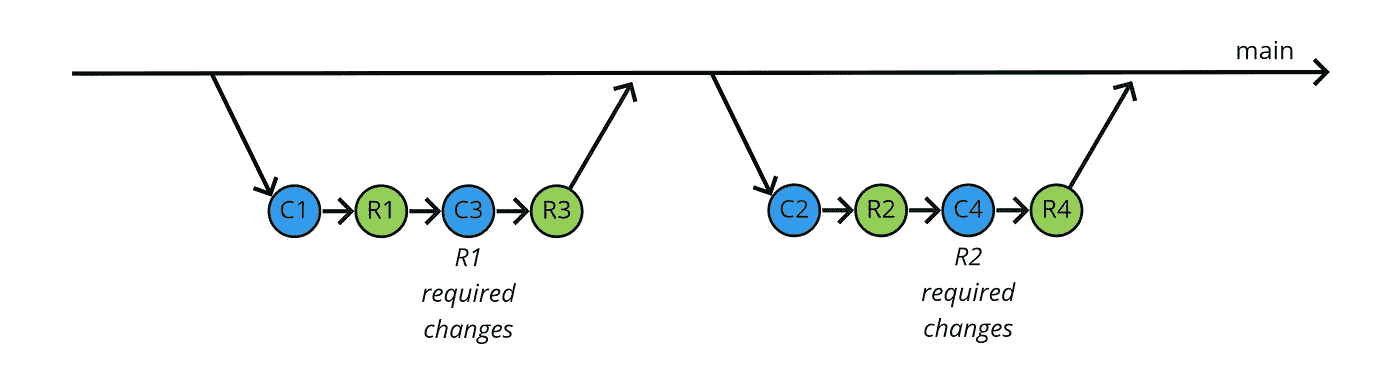 main
C1
R1
C3
R3
C2
R2
C4
R4
R1
required
changes
R2
required
changes